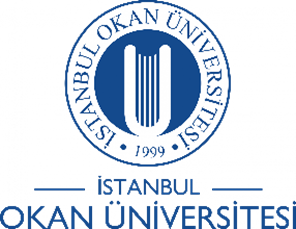 İSTANBUL OKAN ÜNİVERSİTESİ
• 1999 •
İSTANBUL
OKAN ÜNİVERSİTESİ